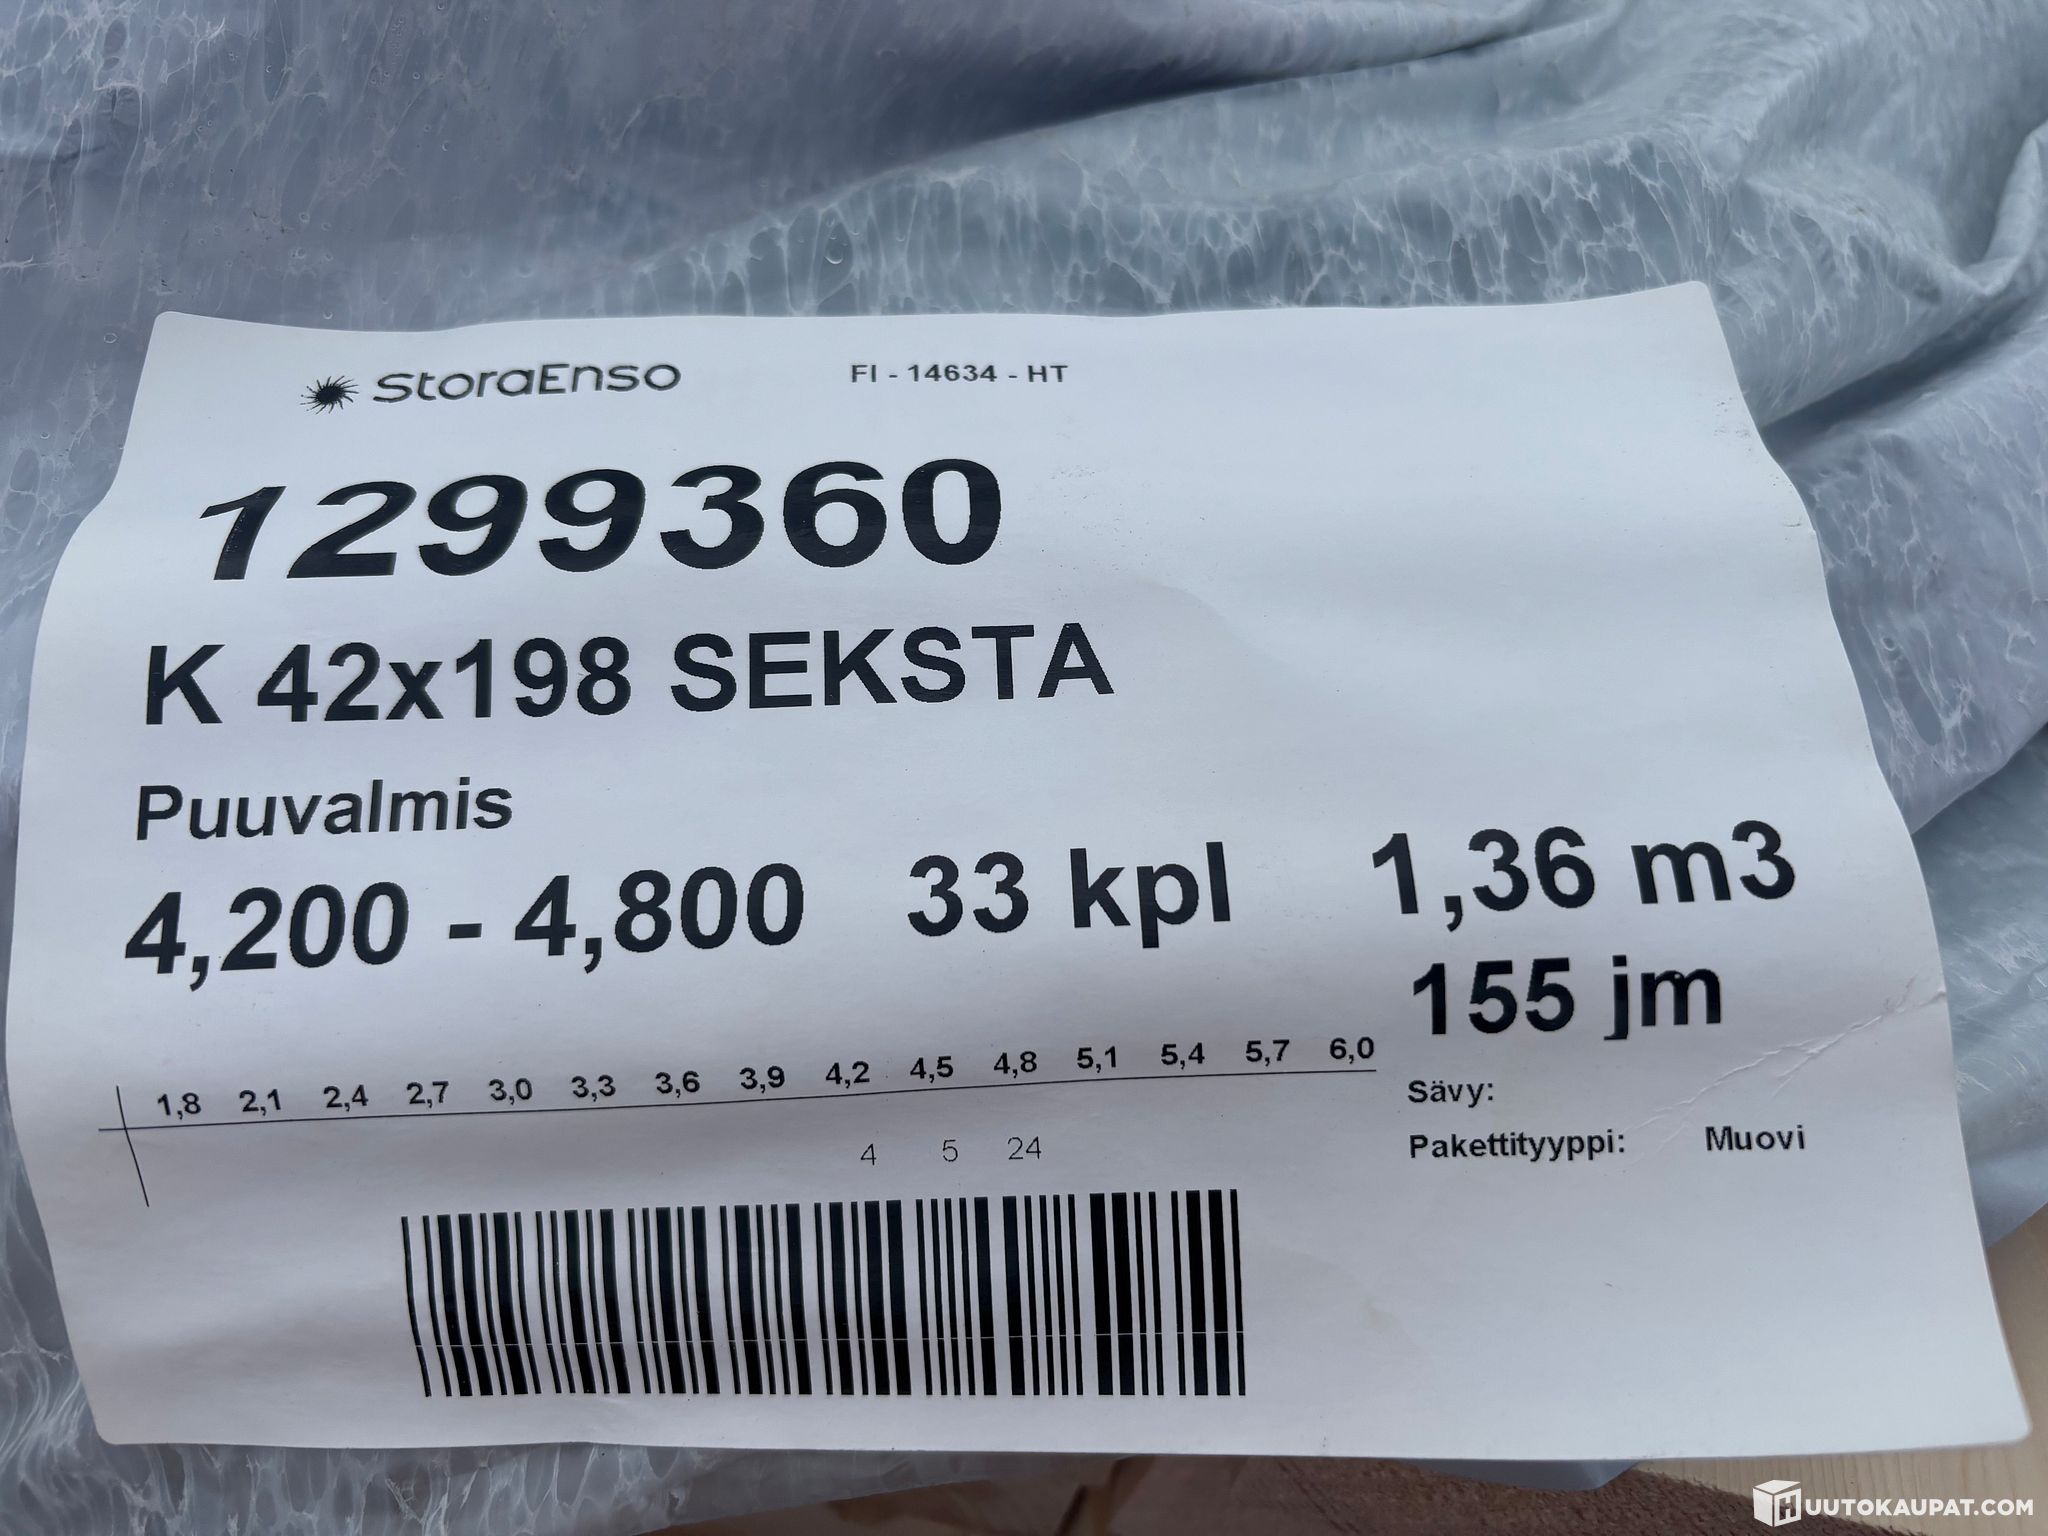 StoraEnso FI - 14634 - HT
1299360
K 42x198 SEKSTA
Puuvalmis
4,200 - 4,800 33 kpl 1,36 m3
155 jm
1,8 2,1 2,4 2,7 3,0 3,3 3,6 3,9 4,2 4,5 4,8 5,1 5,4 5,7 6,0
4 5 24
Sävy:
Pakettityyppi: Muovi
HUUTOKAUPAT.COM